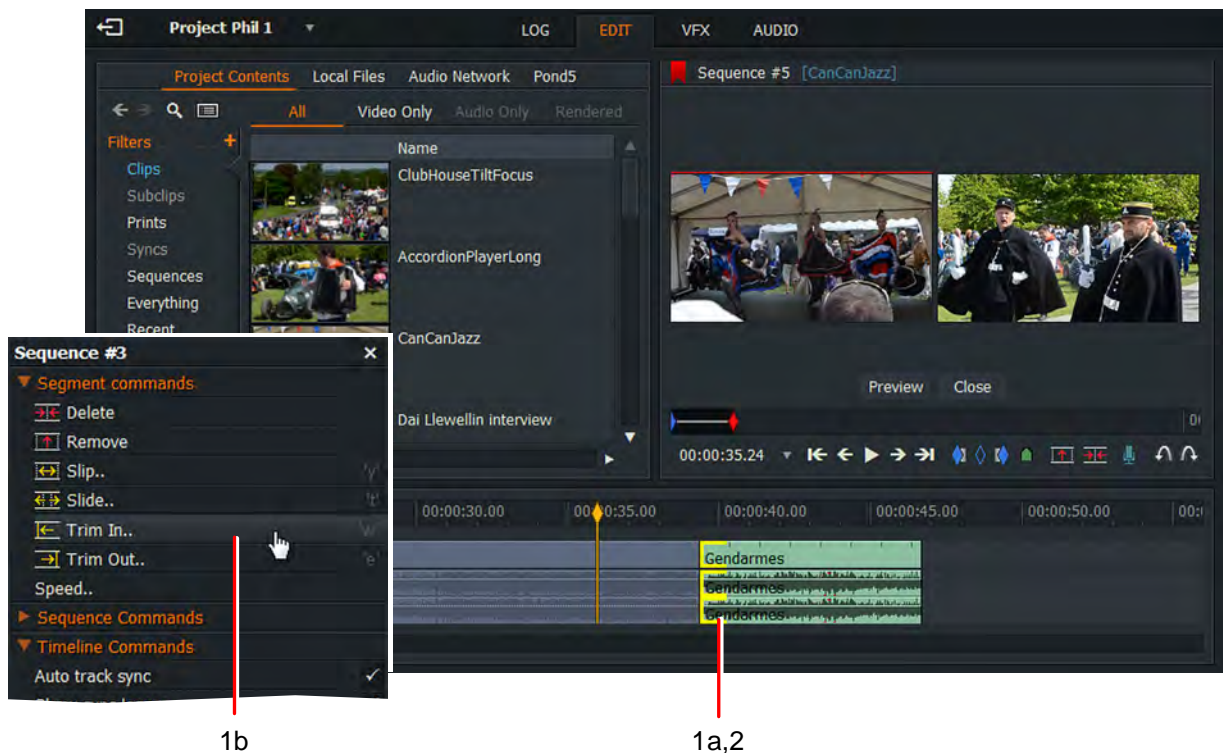 Project Phil 1
LOG EDIT VFX AUDIO
Project Contents Local Files Audio Network Pond5
All Video Only Audio Only Rendered
Filters +
Clips
Subclips
Prints
Syncs
Sequences
Everything
Recent
Name
ClubHouseTiltFocus
AccordionPlayerLong
CanCanJazz
Dai Llewellin interview
Sequence #5 [CanCanJazz]
Preview Close
00:00:35.24
Sequence #3 ×
Segment commands
Delete
Remove
Slip.. 'y'
Slide.. 't'
Trim In.. 'w'
Trim Out.. 'e'
Speed..
Sequence Commands
Timeline Commands
Auto track sync ✓
00:00:30.00 00:00:35.00 00:00:40.00 00:00:45.00 00:00:50.00
Gendarmes
Gendarmes
Gendarmes
1b
1a,2